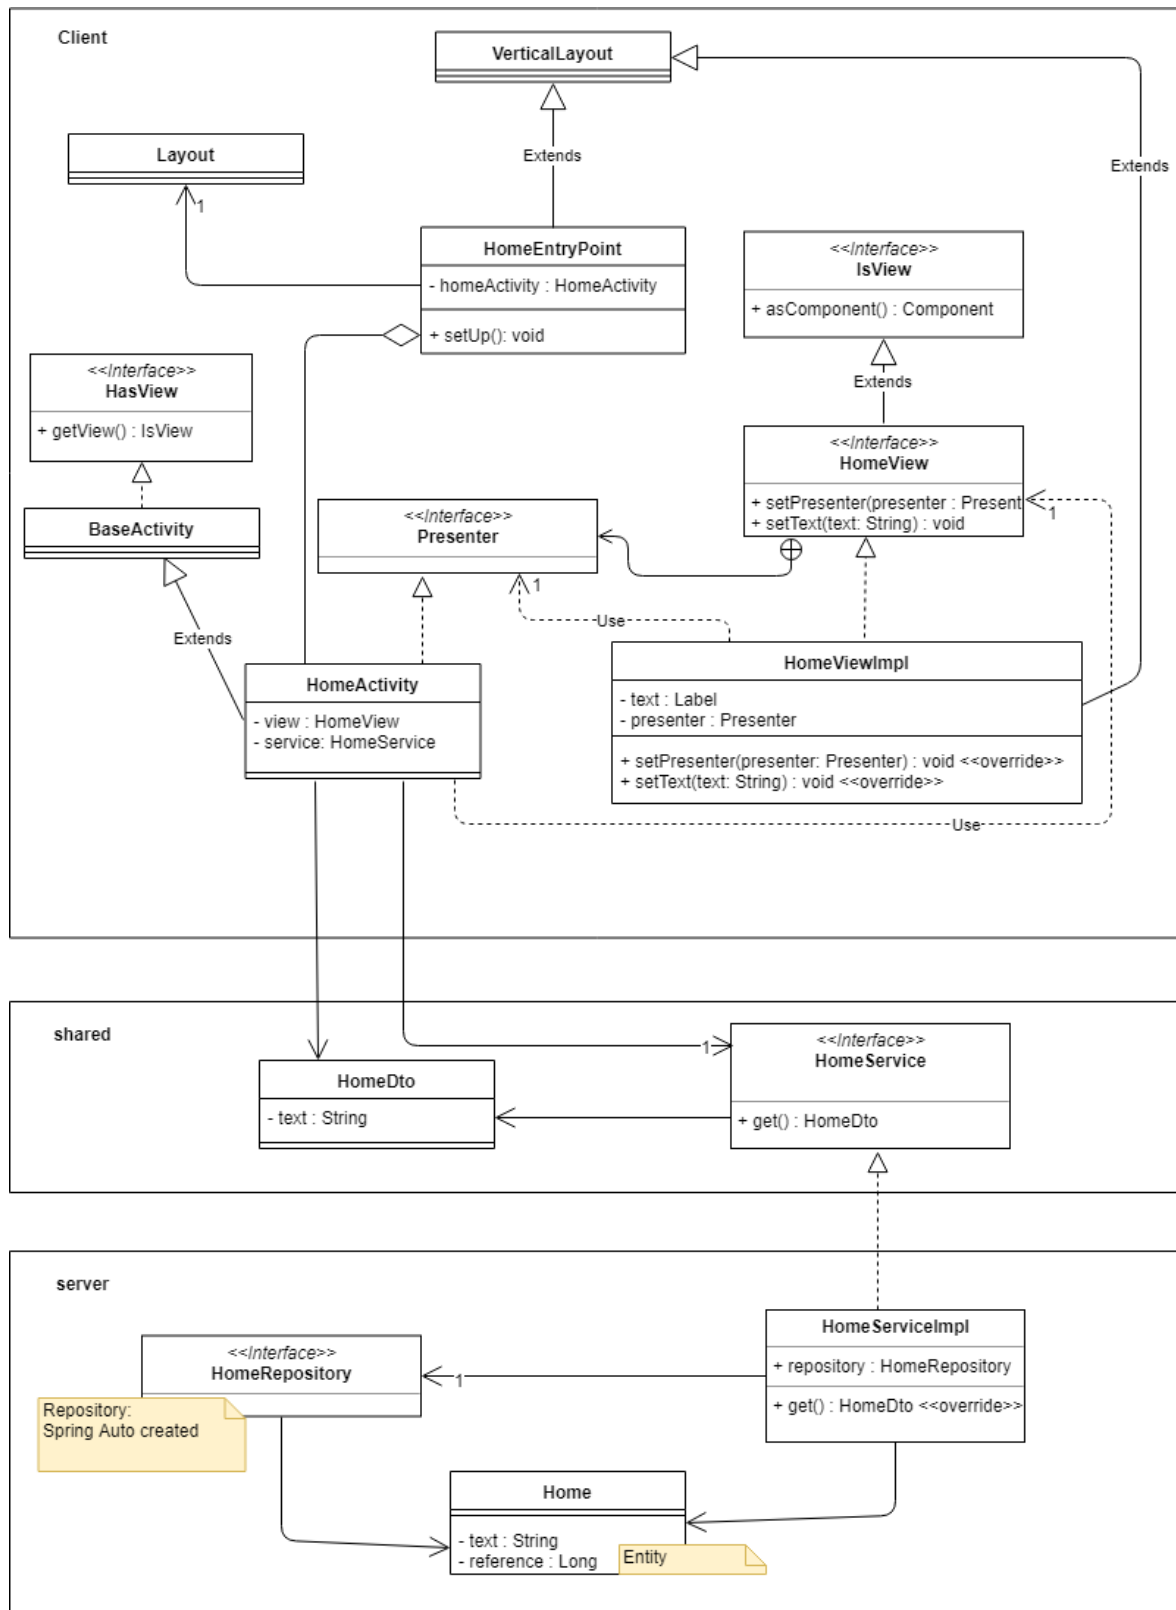 Client
VerticalLayout
Extends
Extends
Layout
1
HomeEntryPoint
- homeActivity : HomeActivity
+ setUp(): void
<<Interface>>
IsView
+ asComponent() : Component
Extends
<<Interface>>
HasView
+ getView() : IsView
<<Interface>>
HomeView
+ setPresenter(presenter : Present
+ setText(text: String) : void
1
BaseActivity
<<Interface>>
Presenter
1
Use
Extends
HomeActivity
- view : HomeView
- service: HomeService
HomeViewImpl
- text : Label
- presenter : Presenter
+ setPresenter(presenter: Presenter) : void <<override>>
+ setText(text: String) : void <<override>>
Use
shared
<<Interface>>
HomeService
+ get() : HomeDto
1
HomeDto
- text : String
server
HomeServiceImpl
+ repository : HomeRepository
+ get() : HomeDto <<override>>
<<Interface>>
HomeRepository
1
Repository:
Spring Auto created
Home
- text : String
- reference : Long
Entity